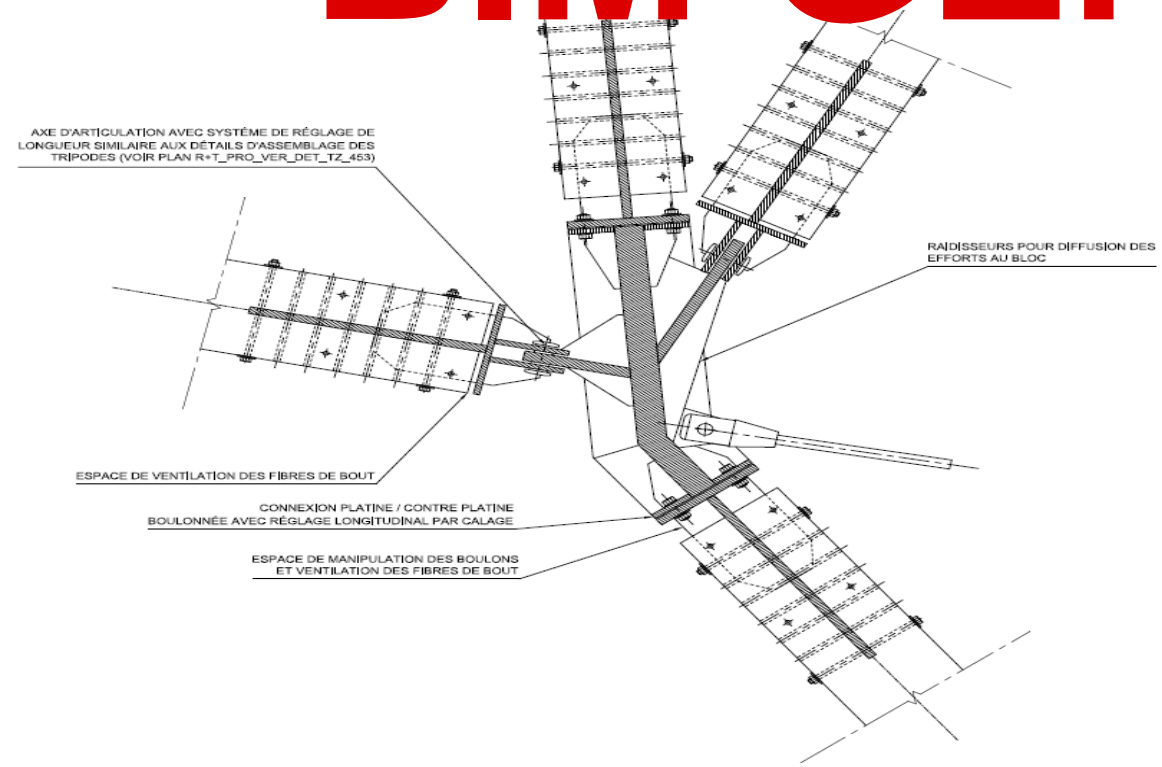 AXE D'ARTICULATION AVEC SYSTÈME DE RÉGLAGE DE
LONGUEUR SIMILAIRE AUX DÉTAILS D'ASSEMBLAGE DES
TRIPODES (VOIR PLAN R+T_PRO_VER_DET_TZ_453)
RAIDISSEURS POUR DIFFUSION DES
EFFORTS AU BLOC
ESPACE DE VENTILATION DES FIBRES DE BOUT
CONNEXION PLATINE / CONTRE PLATINE
BOULONNÉE AVEC RÉGLAGE LONGITUDINAL PAR CALAGE
ESPACE DE MANIPULATION DES BOULONS
ET VENTILATION DES FIBRES DE BOUT